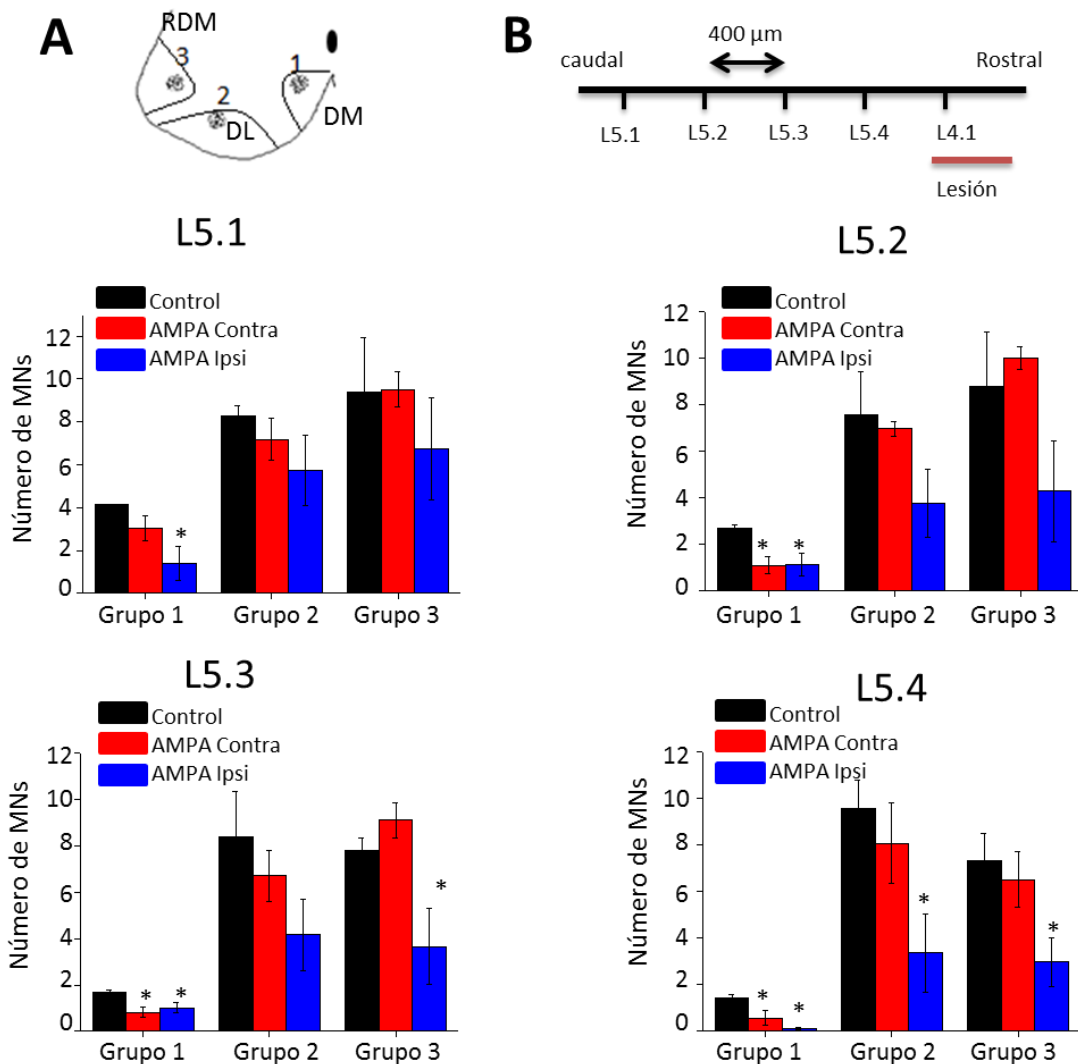 A
RDM
3
1
2
DL
DM
B
400 µm
caudal
Rostral
L5.1
L5.2
L5.3
L5.4
L4.1
Lesión
L5.1
Control
AMPA Contra
AMPA Ipsi
Número de MNs
12
10
8
6
4
2
0
*
Grupo 1
Grupo 2
Grupo 3
L5.2
Control
AMPA Contra
AMPA Ipsi
Número de MNs
12
10
8
6
4
2
0
* *
Grupo 1
Grupo 2
Grupo 3
L5.3
Control
AMPA Contra
AMPA Ipsi
Número de MNs
12
10
8
6
4
2
0
* *
*
Grupo 1
Grupo 2
Grupo 3
L5.4
Control
AMPA Contra
AMPA Ipsi
Número de MNs
12
10
8
6
4
2
0
* *
*
*
Grupo 1
Grupo 2
Grupo 3